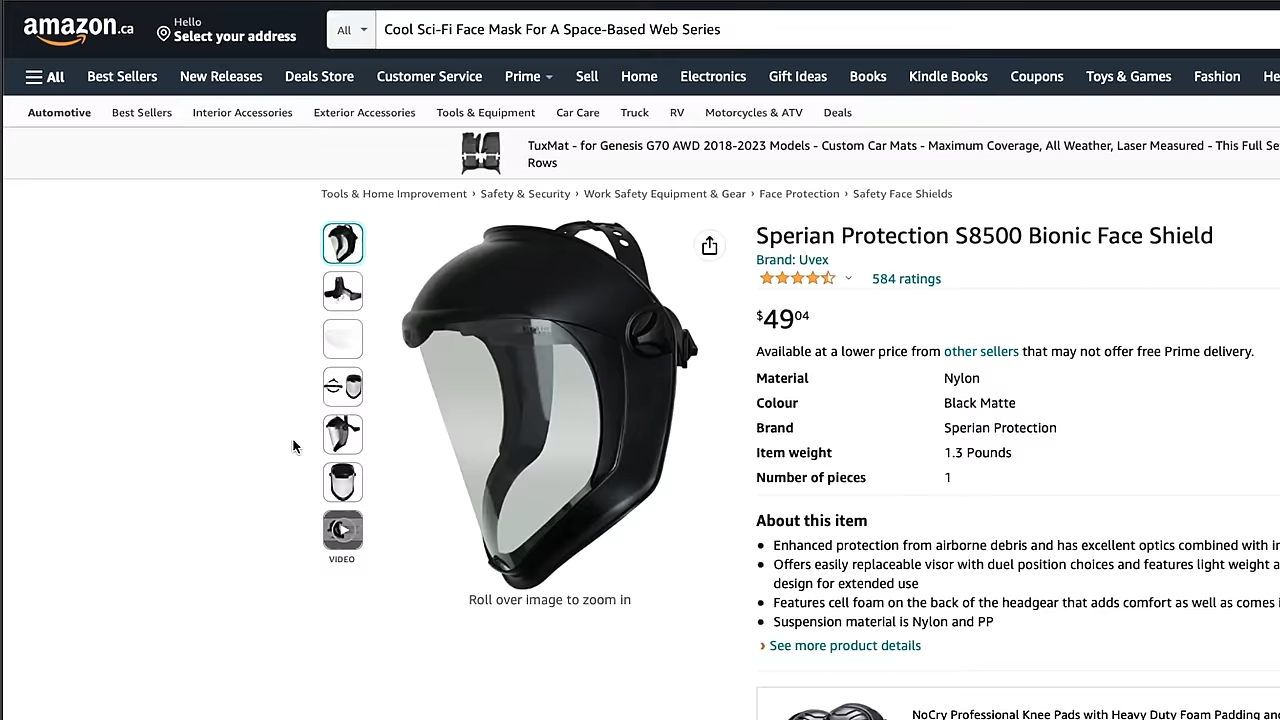 amazon.ca
Hello
Select your address
All
Cool Sci-Fi Face Mask For A Space-Based Web Series
All
Best Sellers
New Releases
Deals Store
Customer Service
Prime
Sell
Home
Electronics
Gift Ideas
Books
Kindle Books
Coupons
Toys & Games
Fashion
He
Automotive
Best Sellers
Interior Accessories
Exterior Accessories
Tools & Equipment
Car Care
Truck
RV
Motorcycles & ATV
Deals
TuxMat - for Genesis G70 AWD 2018-2023 Models - Custom Car Mats - Maximum Coverage, All Weather, Laser Measured - This Full Se
Rows
Tools & Home Improvement › Safety & Security › Work Safety Equipment & Gear › Face Protection › Safety Face Shields
Sperian Protection S8500 Bionic Face Shield
Brand: Uvex
584 ratings
$4904
Available at a lower price from other sellers that may not offer free Prime delivery.
Material Nylon
Colour Black Matte
Brand Sperian Protection
Item weight 1.3 Pounds
Number of pieces 1
About this item
• Enhanced protection from airborne debris and has excellent optics combined with i
• Offers easily replaceable visor with duel position choices and features light weight a
design for extended use
• Features cell foam on the back of the headgear that adds comfort as well as comes i
• Suspension material is Nylon and PP
› See more product details
VIDEO
Roll over image to zoom in
NoCry Professional Knee Pads with Heavy Duty Foam Padding and